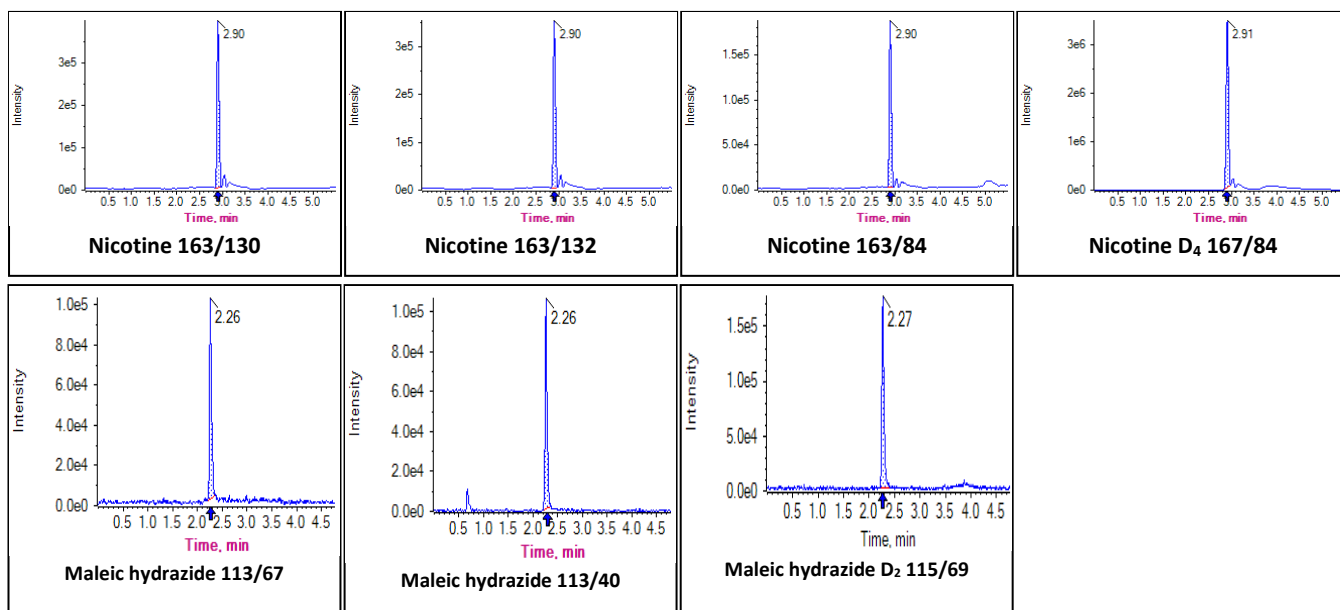 Intensity
3e5
2e5
1e5
0e0
2.90
0.5 1.0 1.5 2.0 2.5 3.0 3.5 4.0 4.5 5.0
Time, min
Nicotine 163/130
Intensity
3e5
2e5
1e5
0e0
2.90
0.5 1.0 1.5 2.0 2.5 3.0 3.5 4.0 4.5 5.0
Time, min
Nicotine 163/132
Intensity
1.5e5
1.0e5
5.0e4
0.0e0
2.90
0.5 1.0 1.5 2.0 2.5 3.0 3.5 4.0 4.5 5.0
Time, min
Nicotine 163/84
Intensity
3e6
2e6
1e6
0e0
2.91
0.5 1.0 1.5 2.0 2.5 3.0 3.5 4.0 4.5 5.0
Time, min
Nicotine D₄ 167/84
Intensity
1.0e5
8.0e4
6.0e4
4.0e4
2.0e4
0.0e0
2.26
0.5 1.0 1.5 2.0 2.5 3.0 3.5 4.0 4.5
Time, min
Maleic hydrazide 113/67
Intensity
1.0e5
8.0e4
6.0e4
4.0e4
2.0e4
0.0e0
2.26
0.5 1.0 1.5 2.0 2.5 3.0 3.5 4.0 4.5
Time, min
Maleic hydrazide 113/40
Intensity
1.5e5
1.0e5
5.0e4
0.0e0
2.27
0.5 1.0 1.5 2.0 2.5 3.0 3.5 4.0 4.5
Time, min
Maleic hydrazide D₂ 115/69